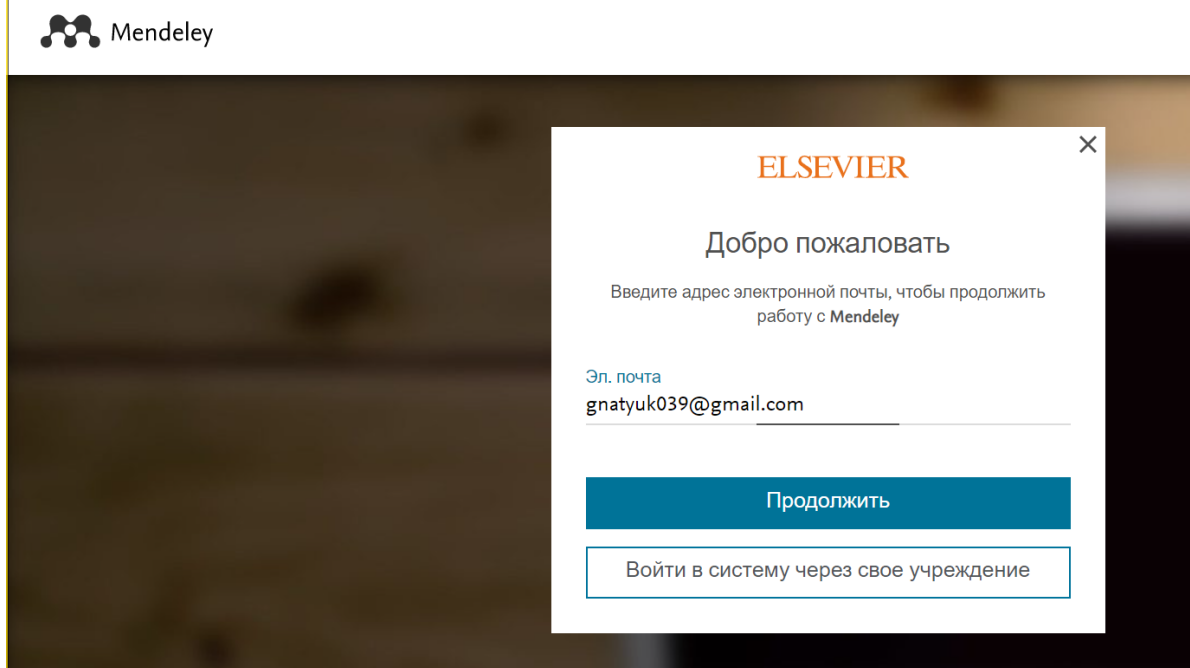 Mendeley
ELSEVIER
Добро пожаловать
Введите адрес электронной почты, чтобы продолжить
работу с Mendeley
Эл. почта
gnatyuk039@gmail.com
Продолжить
Войти в систему через свое учреждение